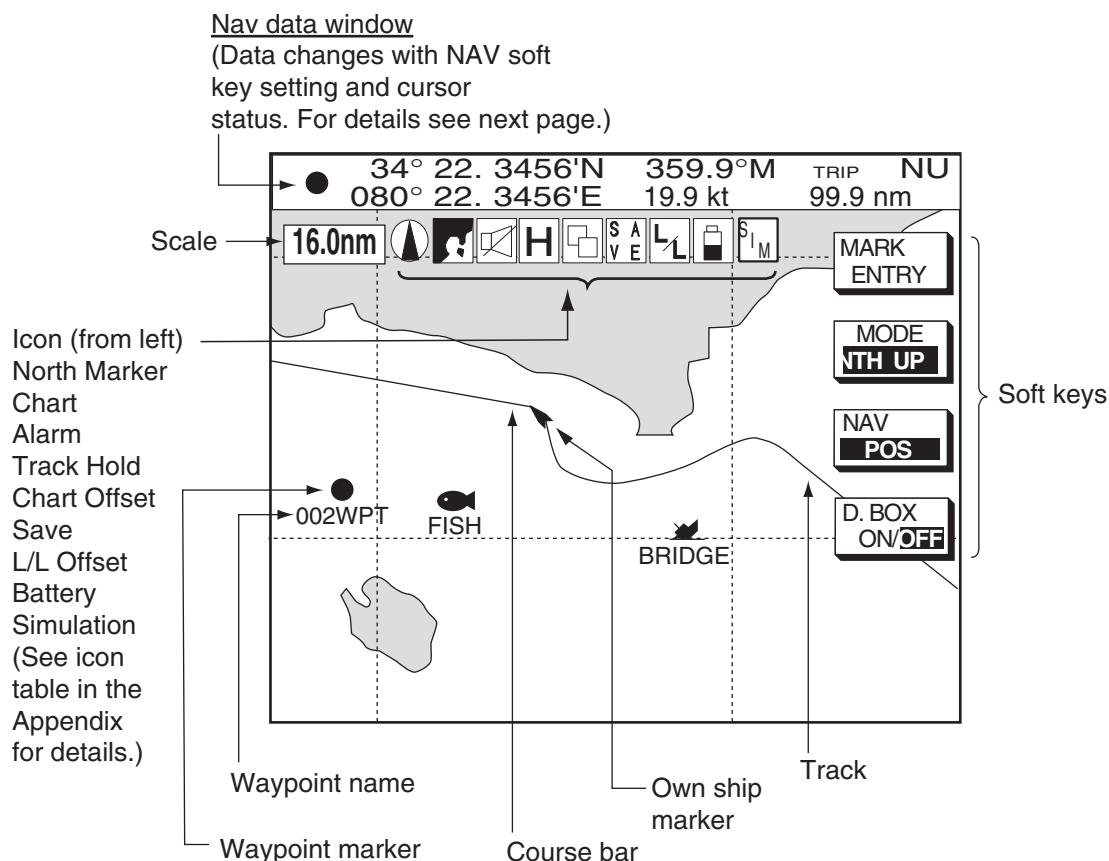 Nav data window
(Data changes with NAV soft
key setting and cursor
status. For details see next page.)
34° 22. 3456'N 359.9°M TRIP NU
080° 22. 3456'E 19.9 kt 99.9 nm
Scale
16.0nm
H
S A
V E
L/L
SIM
MARK
ENTRY
MODE
NTH UP
NAV
POS
D. BOX
ON/OFF
Soft keys
Icon (from left)
North Marker
Chart
Alarm
Track Hold
Chart Offset
Save
L/L Offset
Battery
Simulation
(See icon
table in the
Appendix
for details.)
002WPT
FISH
BRIDGE
Waypoint name
Waypoint marker
Course bar
Own ship
marker
Track